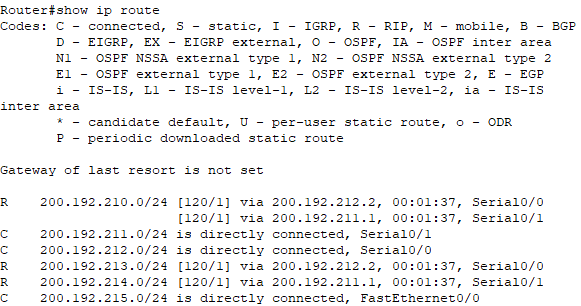 Router#show ip route
Codes: C - connected, S - static, I - IGRP, R - RIP, M - mobile, B - BGP
       D - EIGRP, EX - EIGRP external, O - OSPF, IA - OSPF inter area
       N1 - OSPF NSSA external type 1, N2 - OSPF NSSA external type 2
       E1 - OSPF external type 1, E2 - OSPF external type 2, E - EGP
       i - IS-IS, L1 - IS-IS level-1, L2 - IS-IS level-2, ia - IS-IS
inter area
       * - candidate default, U - per-user static route, o - ODR
       P - periodic downloaded static route

Gateway of last resort is not set

R    200.192.210.0/24 [120/1] via 200.192.212.2, 00:01:37, Serial0/0
                      [120/1] via 200.192.211.1, 00:01:37, Serial0/1
C    200.192.211.0/24 is directly connected, Serial0/1
C    200.192.212.0/24 is directly connected, Serial0/0
R    200.192.213.0/24 [120/1] via 200.192.212.2, 00:01:37, Serial0/0
R    200.192.214.0/24 [120/1] via 200.192.211.1, 00:01:37, Serial0/1
C    200.192.215.0/24 is directly connected, FastEthernet0/0